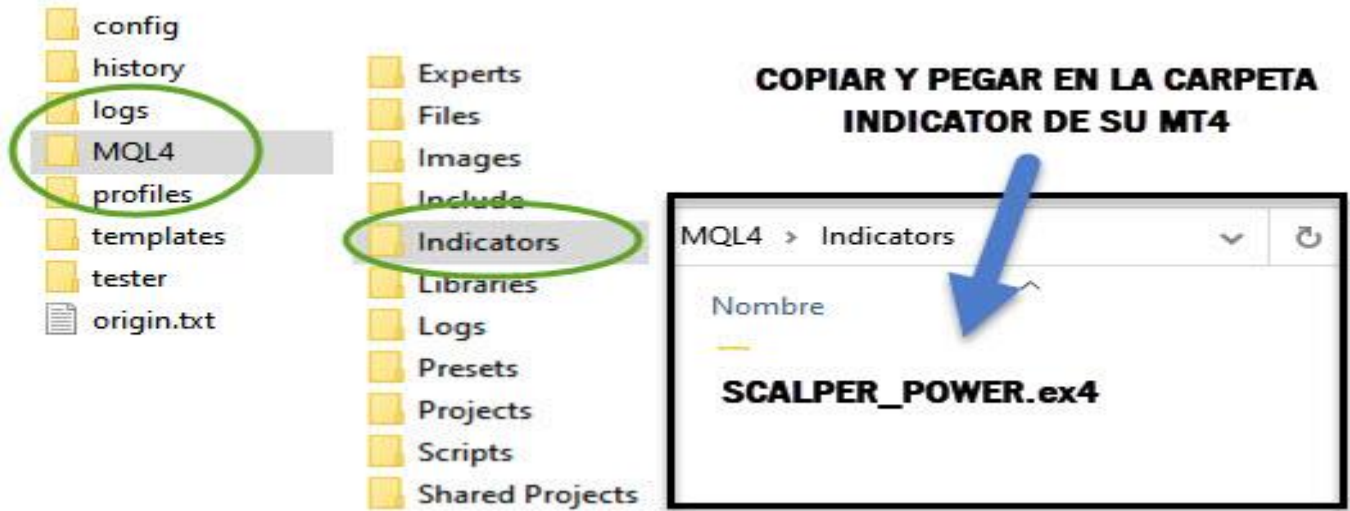 config
history
logs
MQL4
profiles
templates
tester
origin.txt
Experts
Files
Images
Include
Indicators
Libraries
Logs
Presets
Projects
Scripts
Shared Projects
COPIAR Y PEGAR EN LA CARPETA
INDICATOR DE SU MT4
MQL4 > Indicators
Nombre
SCALPER_POWER.ex4